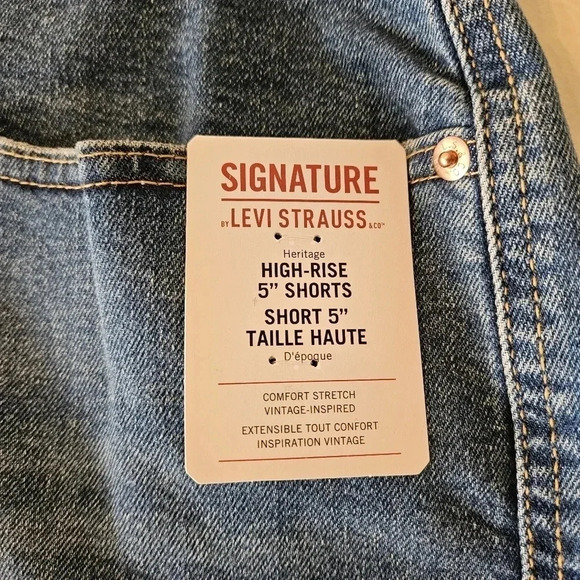 SIGNATURE
BY LEVI STRAUSS & CO™
Heritage
HIGH-RISE
5” SHORTS
SHORT 5”
TAILLE HAUTE
D'époque
COMFORT STRETCH
VINTAGE-INSPIRED
EXTENSIBLE TOUT CONFORT
INSPIRATION VINTAGE